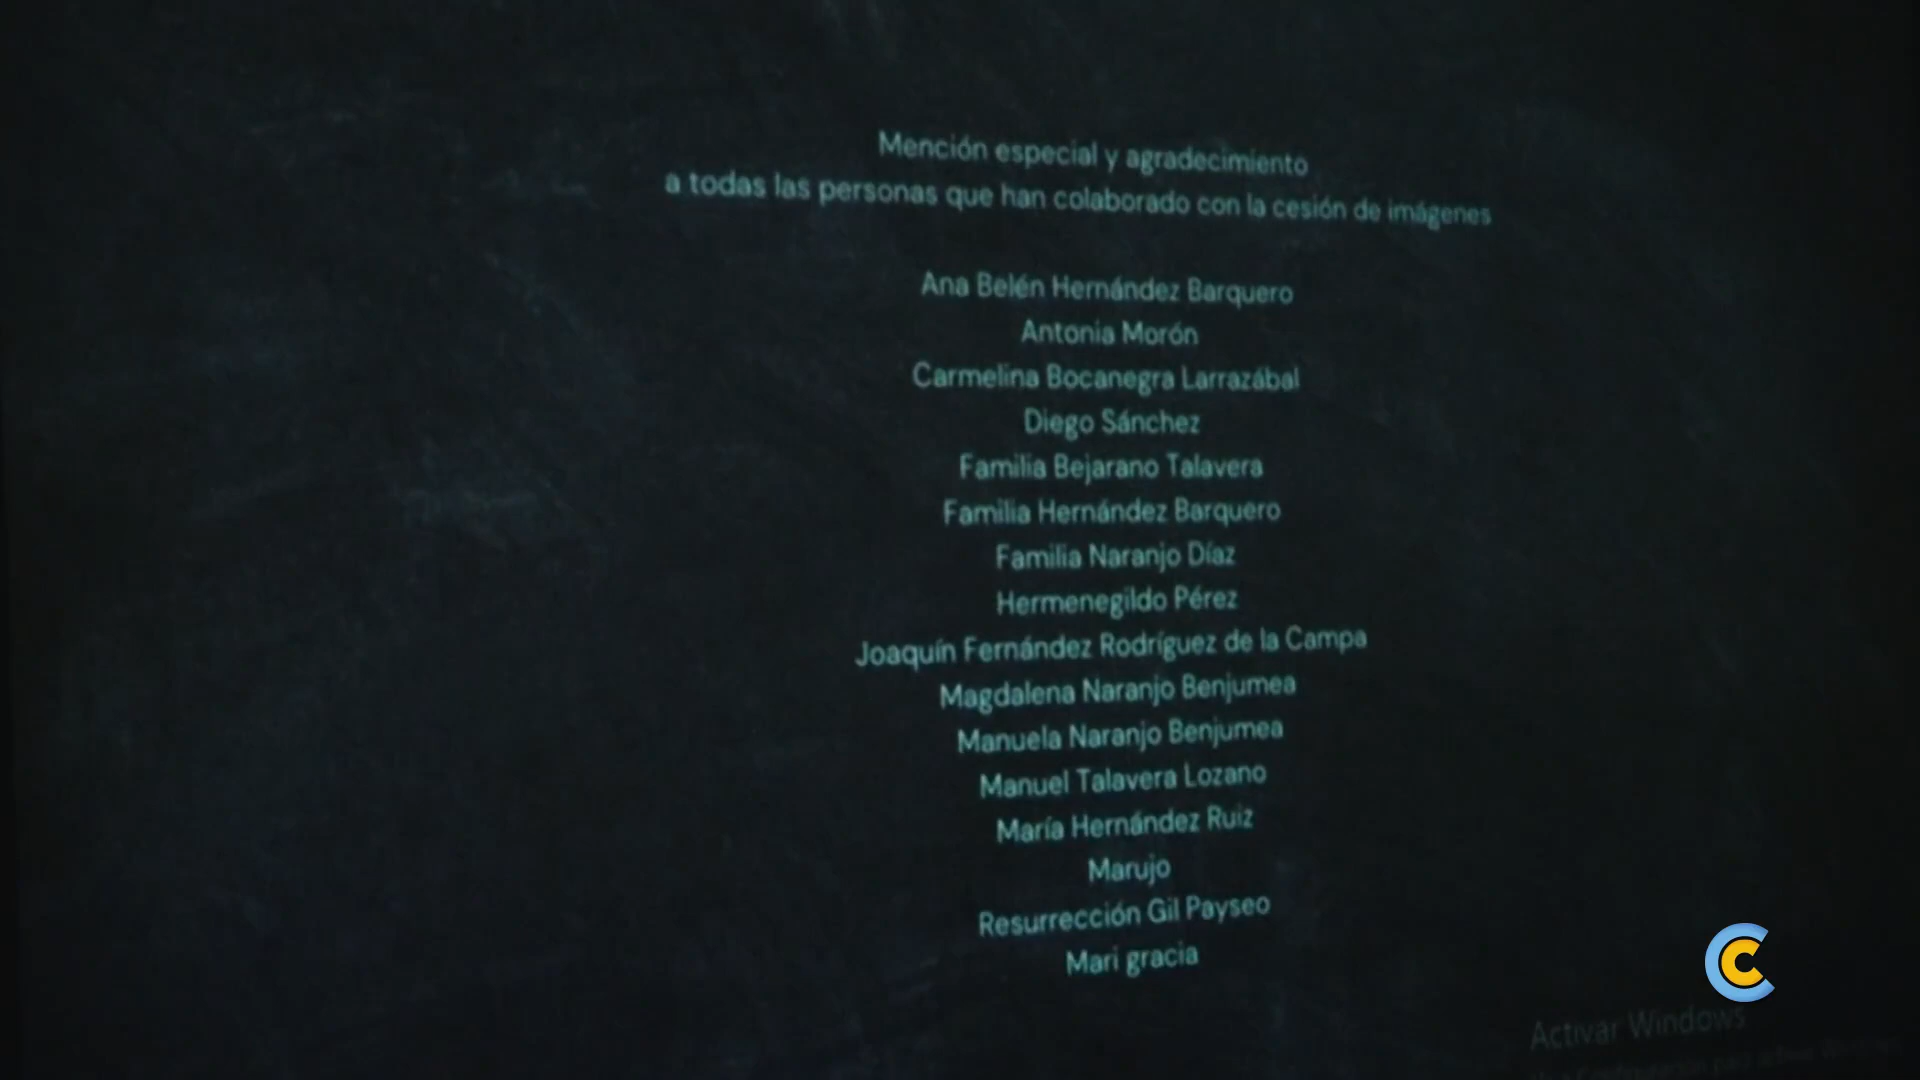 Mención especial y agradecimiento
a todas las personas que han colaborado con la cesión de imágenes
Ana Belén Hernández Barquero
Antonia Morón
Carmelina Bocanegra Larrazábal
Diego Sánchez
Familia Bejarano Talavera
Familia Hernández Barquero
Familia Naranjo Díaz
Hermenegildo Pérez
Joaquín Fernández Rodríguez de la Campa
Magdalena Naranjo Benjumea
Manuela Naranjo Benjumea
Manuel Talavera Lozano
María Hernández Ruiz
Marujo
Resurrección Gil Payseo
Mari gracia
Activar Windows